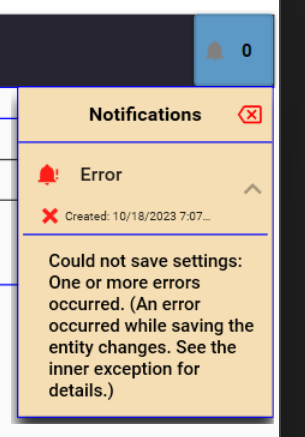 0
Notifications
Error
Created: 10/18/2023 7:07...
Could not save settings:
One or more errors
occurred. (An error
occurred while saving the
entity changes. See the
inner exception for
details.)